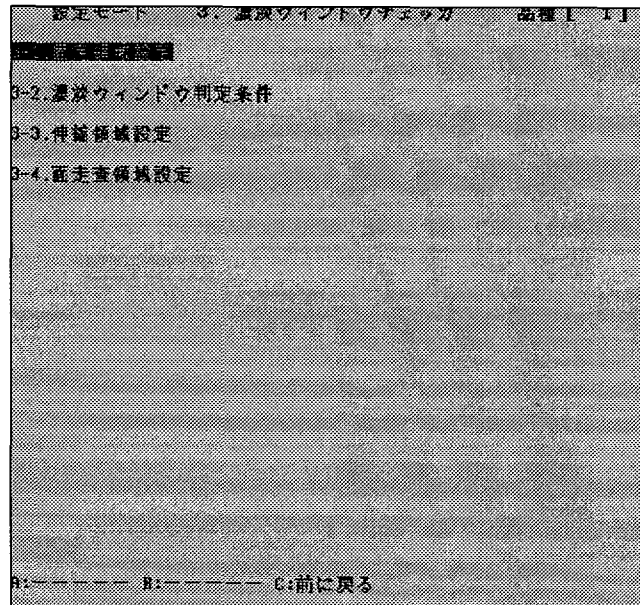 設定モード 3. 濃淡ウィンドウチェッカ 品種[ 1]
3-2.濃淡ウィンドウ判定条件
3-3.伸縮領域設定
3-4.再走査領域設定
A:----- B:----- C:前に戻る